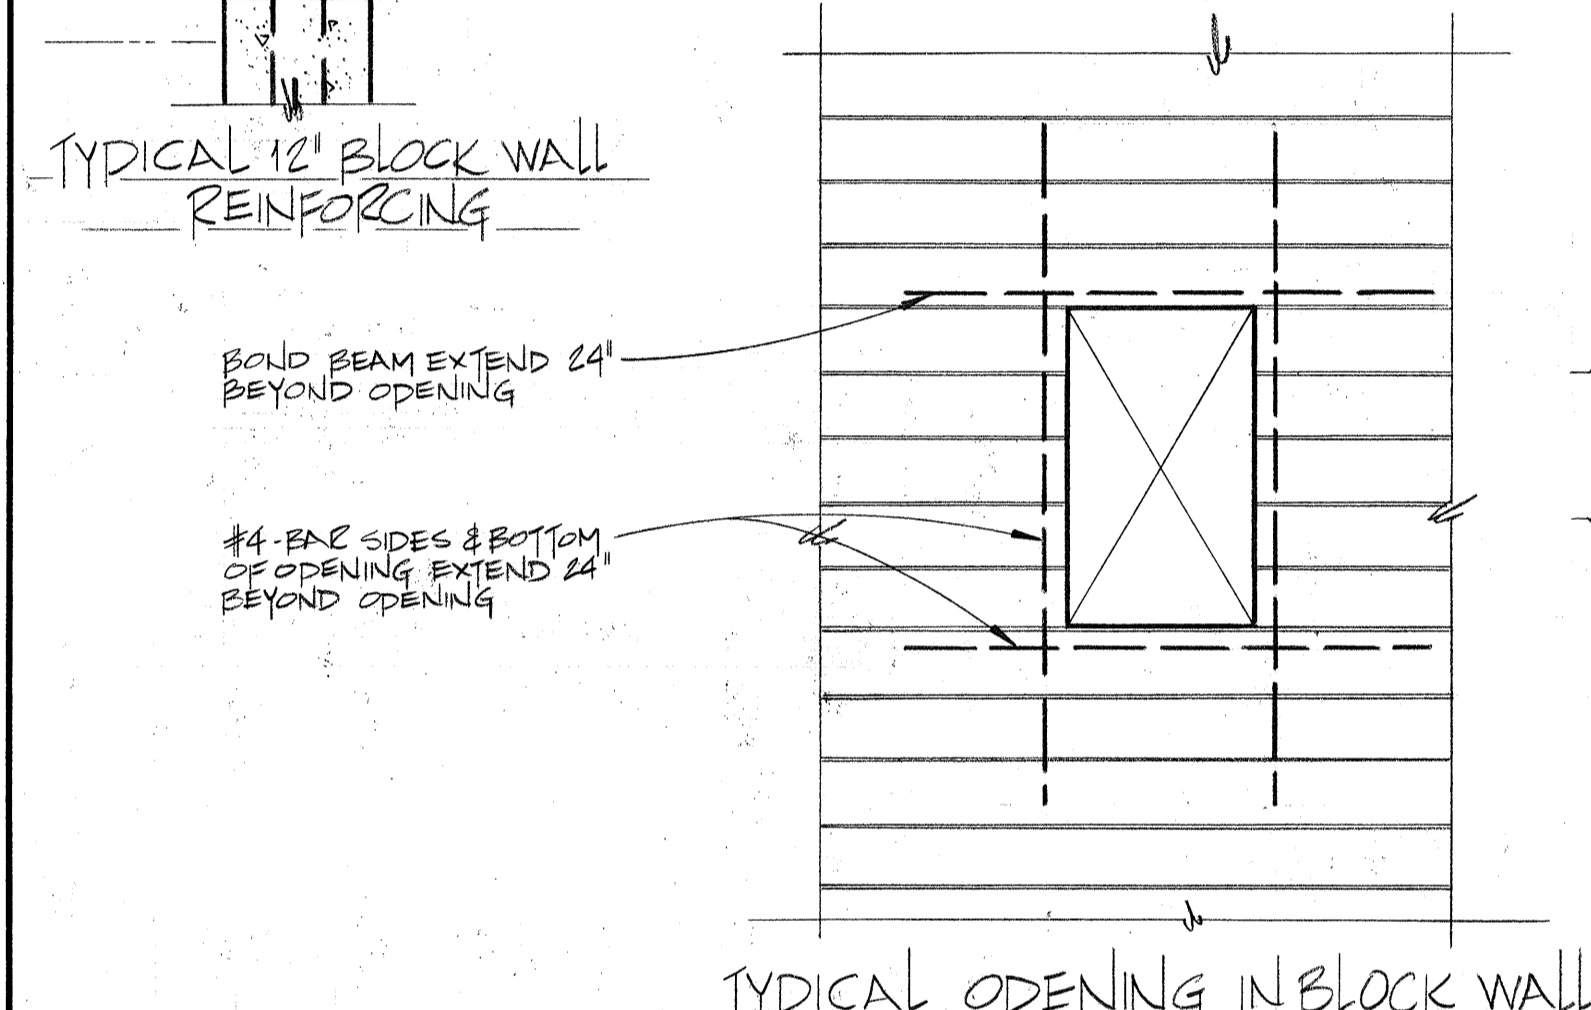 TYPICAL 12" BLOCK WALL
REINFORCING
BOND BEAM EXTEND 24"
BEYOND OPENING
#4-BAR SIDES & BOTTOM
OF OPENING EXTEND 24"
BEYOND OPENING
TYPICAL OPENING IN BLOCK WALL